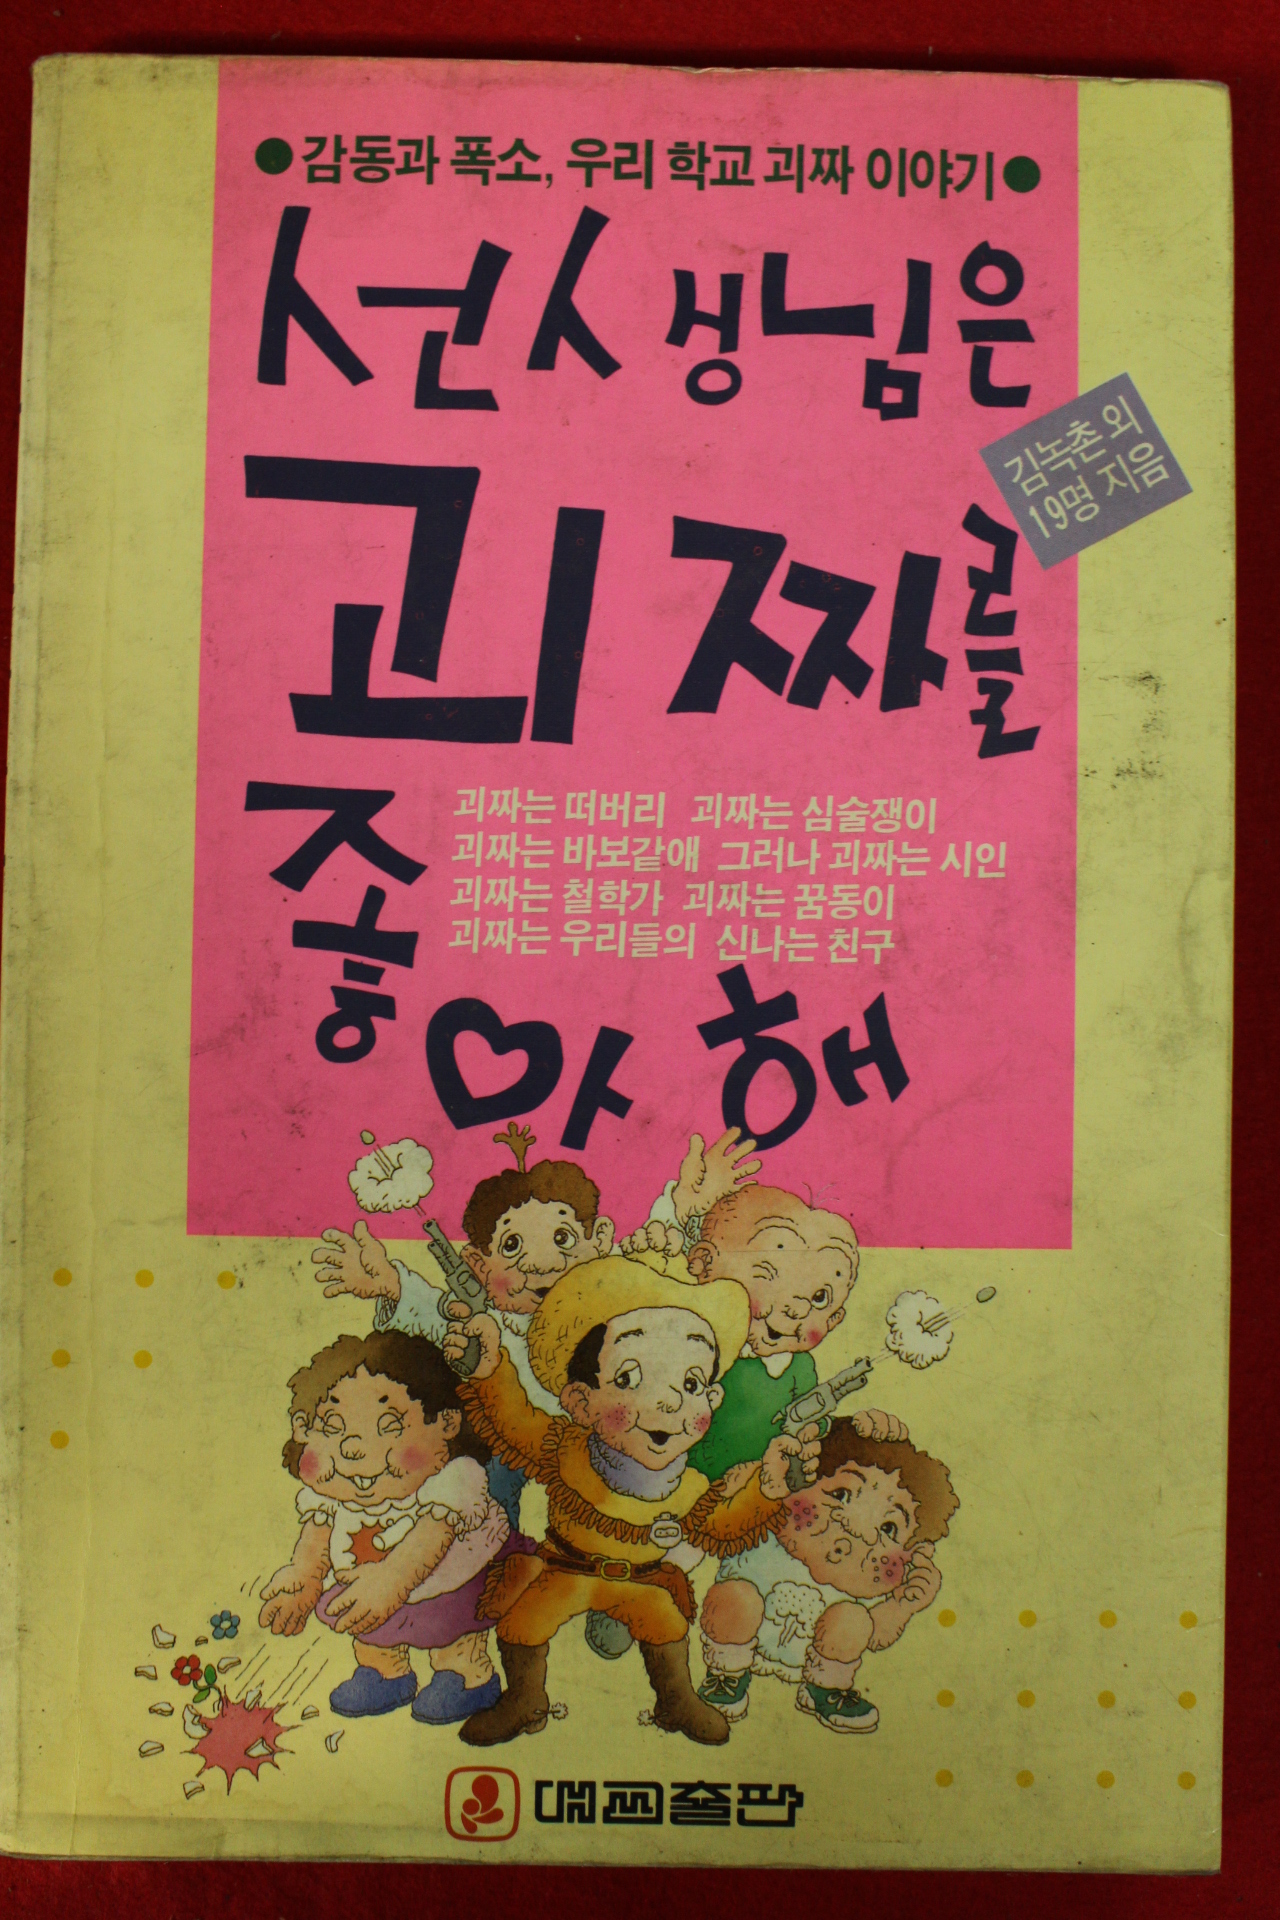 ●감동과 폭소, 우리 학교 괴짜 이야기●
선생님은
괴짜를
김녹촌 외
19명 지음
좋아해
괴짜는 떠버리 괴짜는 심술쟁이
괴짜는 바보같애 그러나 괴짜는 시인
괴짜는 철학가 괴짜는 꿈동이
괴짜는 우리들의 신나는 친구
대교출판